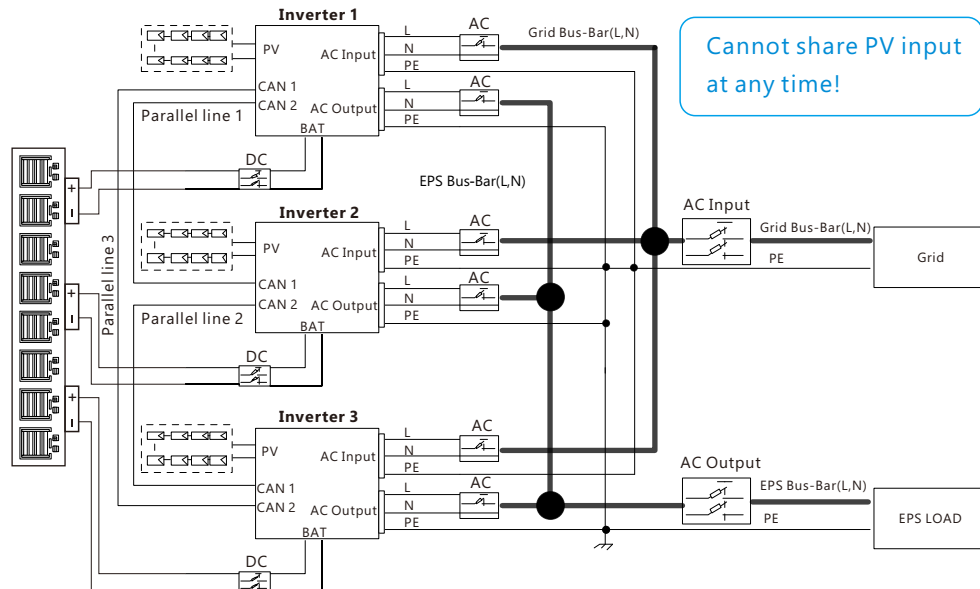 Inverter 1
PV
AC Input
CAN 1
CAN 2
AC Output
BAT
L
N
PE
L
N
PE
AC
AC
Grid Bus-Bar(L,N)
Cannot share PV input
at any time!
Parallel line 1
DC
+
-
EPS Bus-Bar(L,N)
Inverter 2
PV
AC Input
CAN 1
CAN 2
AC Output
BAT
L
N
PE
L
N
PE
AC
AC
AC Input
Grid Bus-Bar(L,N)
PE
Grid
Parallel line 3
Parallel line 2
DC
+
-
Inverter 3
PV
AC Input
CAN 1
CAN 2
AC Output
BAT
L
N
PE
L
N
PE
AC
AC
AC Output
EPS Bus-Bar(L,N)
PE
EPS LOAD
DC
+
-